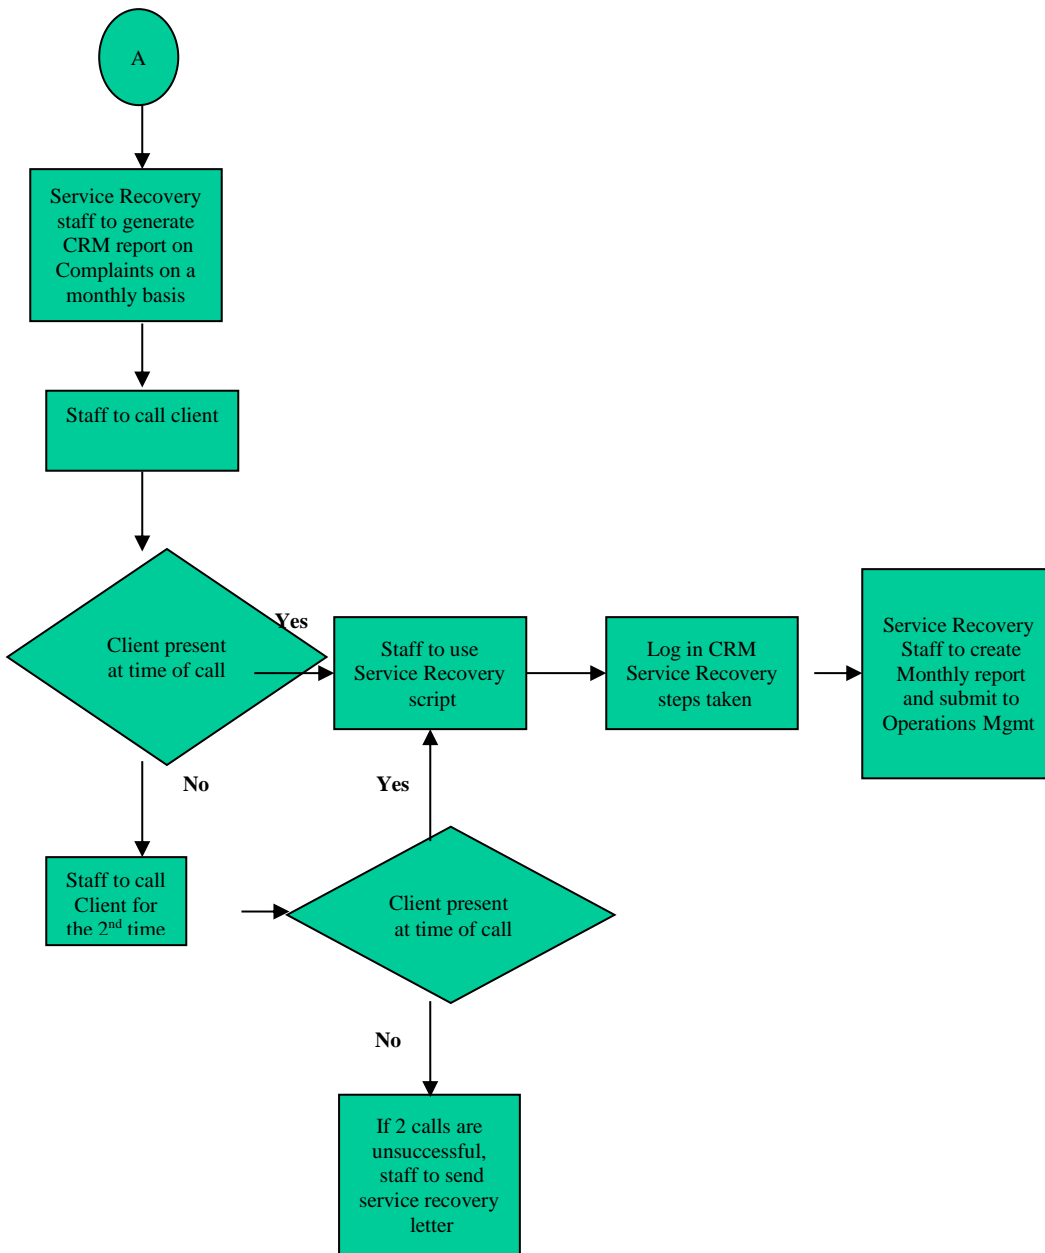 A
Service Recovery
staff to generate
CRM report on
Complaints on a
monthly basis
Staff to call client
Client present
at time of call
Yes
Staff to use
Service Recovery
script
Log in CRM
Service Recovery
steps taken
Service Recovery
Staff to create
Monthly report
and submit to
Operations Mgmt
No
Yes
Staff to call
Client for
the 2nd time
Client present
at time of call
No
If 2 calls are
unsuccessful,
staff to send
service recovery
letter